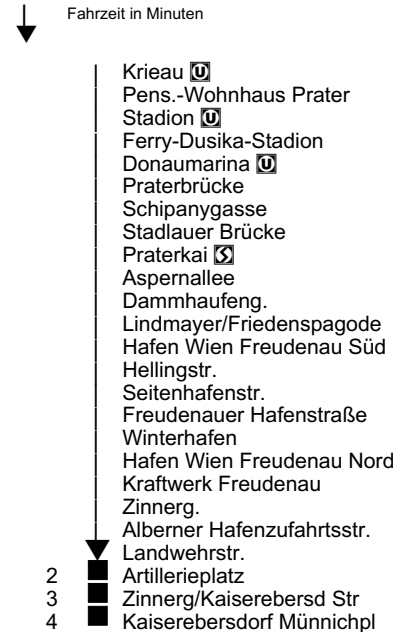 Fahrzeit in Minuten
Krieau U
Pens.-Wohnhaus Prater
Stadion U
Ferry-Dusika-Stadion
Donaumarina U
Praterbrücke
Schipanygasse
Stadlauer Brücke
Praterkai S
Aspernallee
Dammhaufeng.
Lindmayer/Friedenspagode
Hafen Wien Freudenau Süd
Hellingstr.
Seitenhafenstr.
Freudenauer Hafenstraße
Winterhafen
Hafen Wien Freudenau Nord
Kraftwerk Freudenau
Zinnerg.
Alberner Hafenzufahrtsstr.
Landwehrstr.
2 Artillerieplatz
3 Zinnerg/Kaiserebersd Str
4 Kaiserebersdorf Münnichpl